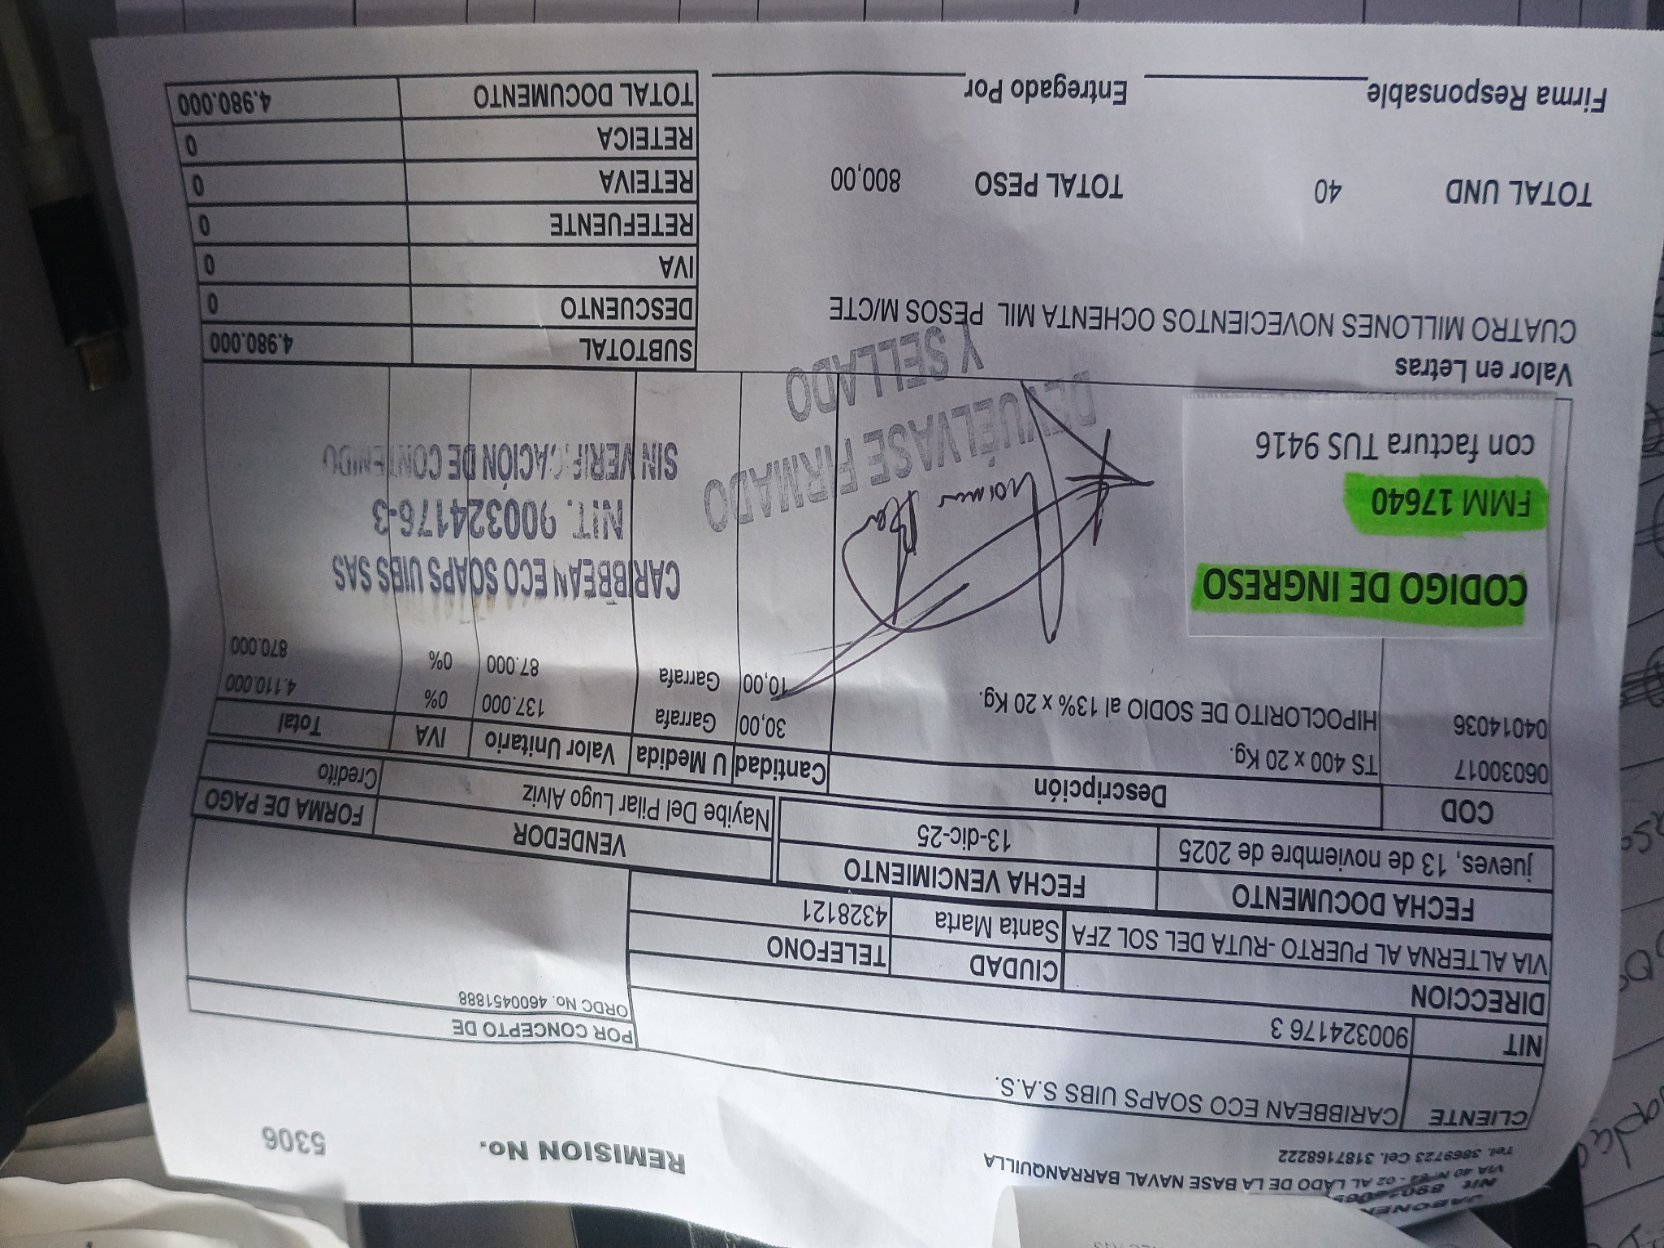 VIA 40 Nº 64 - 02 AL LADO DE LA BASE NAVAL BARRANQUILLA
Tel. 3869723 Cel. 3187168222
REMISION No. 5306
CLIENTE CARIBBEAN ECO SOAPS UIBS S.A.S.
NIT 900324176 3
POR CONCEPTO DE
ORDC No. 4600451888
DIRECCION CIUDAD TELEFONO
VIA ALTERNA AL PUERTO -RUTA DEL SOL ZFA Santa Marta 4328121
FECHA DOCUMENTO FECHA VENCIMIENTO VENDEDOR FORMA DE PAGO
jueves, 13 de noviembre de 2025 13-dic-25 Nayibe Del Pilar Lugo Alviz Credito
COD Descripción Cantidad U Medida Valor Unitario IVA Total
06030017 TS 400 x 20 Kg. 30,00 Garrafa 137.000 0% 4.110.000
04014036 HIPOCLORITO DE SODIO al 13% x 20 Kg. 10,00 Garrafa 87.000 0% 870.000
CODIGO DE INGRESO
FMM 17640
con factura TUS 9416
CARIBBEAN ECO SOAPS UIBS SAS
NIT. 900324176-3
SIN VERIFICACIÓN DE CONTENIDO
DEVUÉLVASE FIRMADO
Y SELLADO
Valor en Letras
CUATRO MILLONES NOVECIENTOS OCHENTA MIL PESOS M/CTE
SUBTOTAL 4.980.000
DESCUENTO 0
IVA 0
RETEFUENTE 0
RETEIVA 0
RETEICA 0
TOTAL DOCUMENTO 4.980.000
TOTAL UND 40 TOTAL PESO 800,00
Firma Responsable Entregado Por